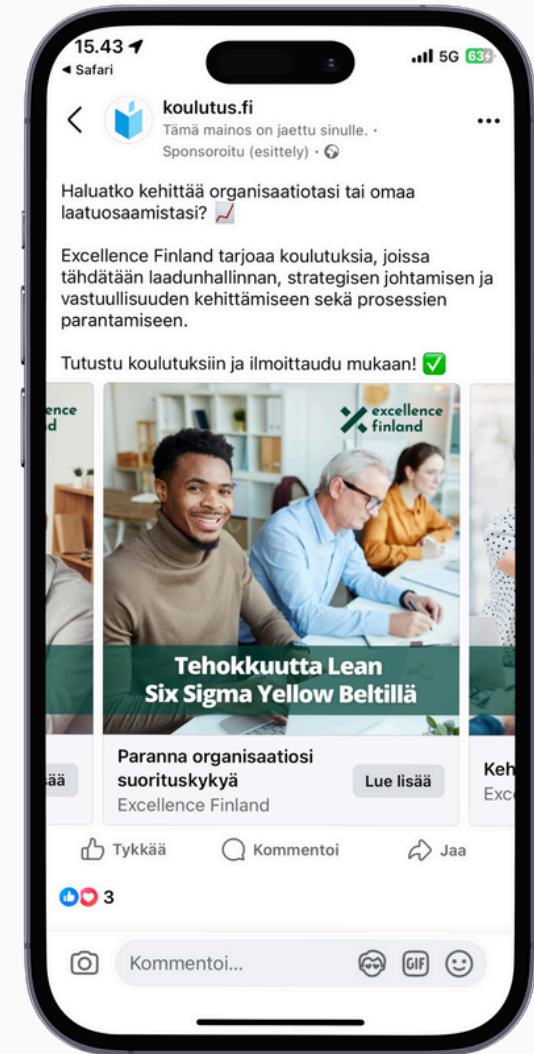 15.43
5G 63
Safari
koulutus.fi
Tämä mainos on jaettu sinulle. ·
Sponsoroitu (esittely) ·
Haluatko kehittää organisaatiotasi tai omaa
laatuosaamistasi?
Excellence Finland tarjoaa koulutuksia, joissa
tähdätään laadunhallinnan, strategisen johtamisen ja
vastuullisuuden kehittämiseen sekä prosessien
parantamiseen.
Tutustu koulutuksiin ja ilmoittaudu mukaan!
excellence
finland
Tehokkuutta Lean
Six Sigma Yellow Beltillä
Paranna organisaatiosi
suorituskykyä
Excellence Finland
Lue lisää
Tykkää
Kommentoi
Jaa
3
Kommentoi...
GIF